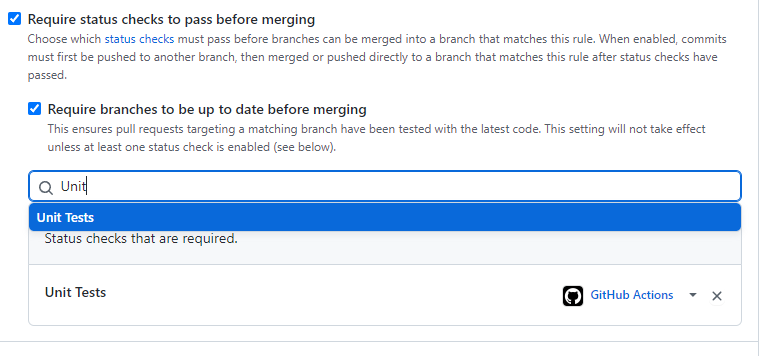 Require status checks to pass before merging
Choose which status checks must pass before branches can be merged into a branch that matches this rule. When enabled, commits
must first be pushed to another branch, then merged or pushed directly to a branch that matches this rule after status checks have
passed.
Require branches to be up to date before merging
This ensures pull requests targeting a matching branch have been tested with the latest code. This setting will not take effect
unless at least one status check is enabled (see below).
Unit
Unit Tests
Status checks that are required.
Unit Tests GitHub Actions